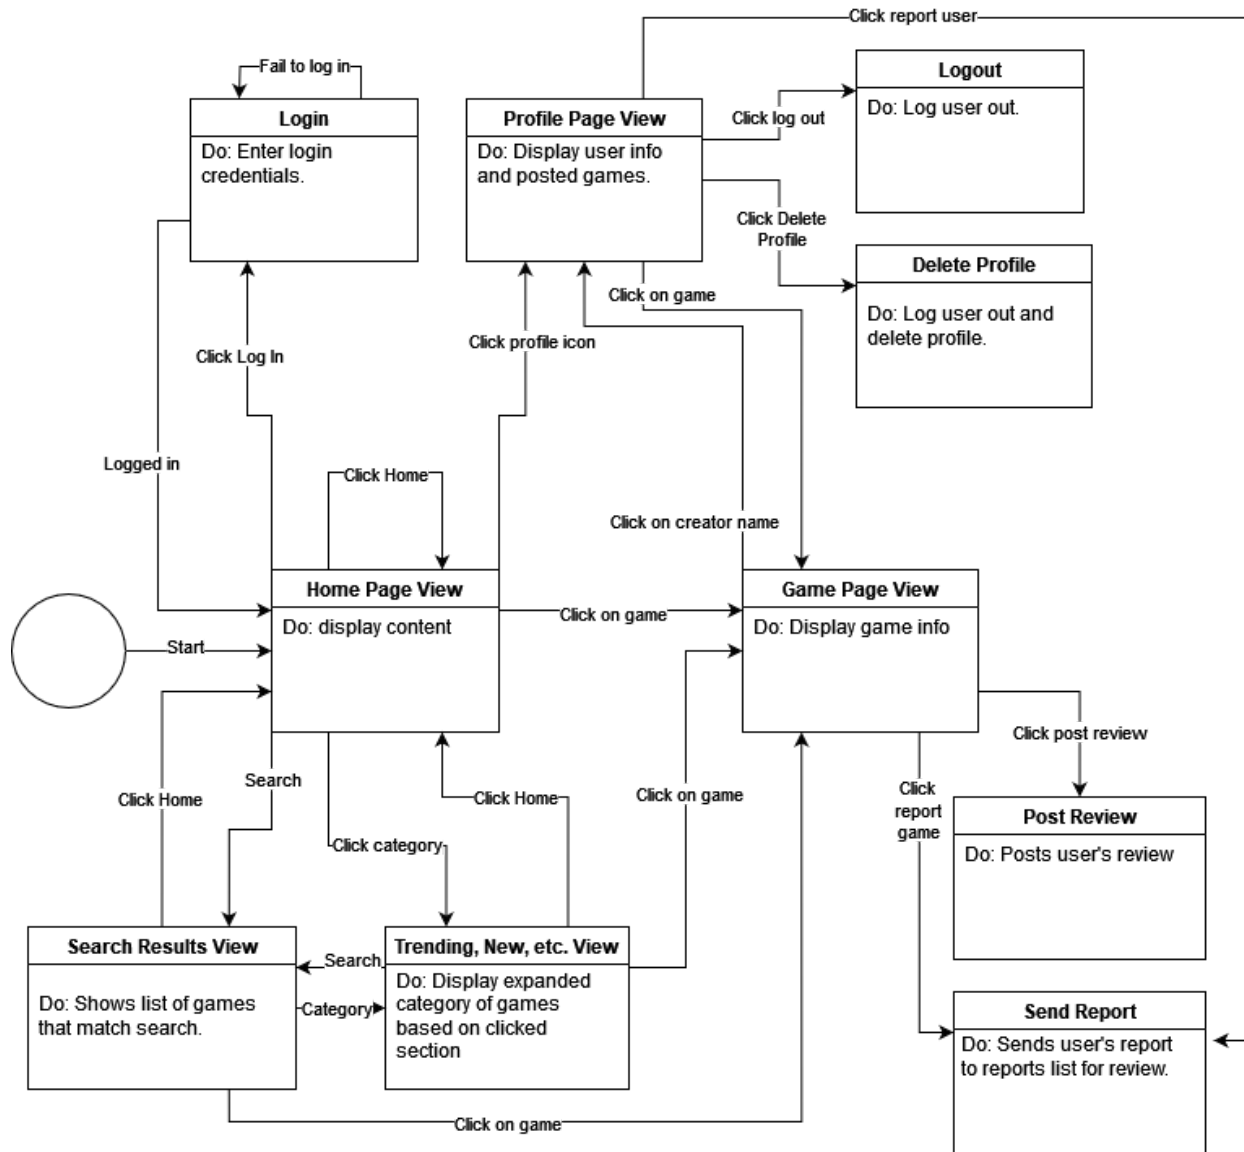 Click report user
Fail to log in
Login
Do: Enter login
credentials.
Profile Page View
Do: Display user info
and posted games.
Click log out
Logout
Do: Log user out.
Click Delete
Profile
Delete Profile
Do: Log user out and
delete profile.
Click on game
Click Log In
Click profile icon
Logged in
Click Home
Click on creator name
Home Page View
Do: display content
Start
Click on game
Game Page View
Do: Display game info
Click post review
Click
report
game
Search
Click Home
Click Home
Click on game
Click category
Post Review
Do: Posts user's review
Search Results View
Do: Shows list of games
that match search.
Search
Category
Trending, New, etc. View
Do: Display expanded
category of games
based on clicked
section
Send Report
Do: Sends user's report
to reports list for review.
Click on game